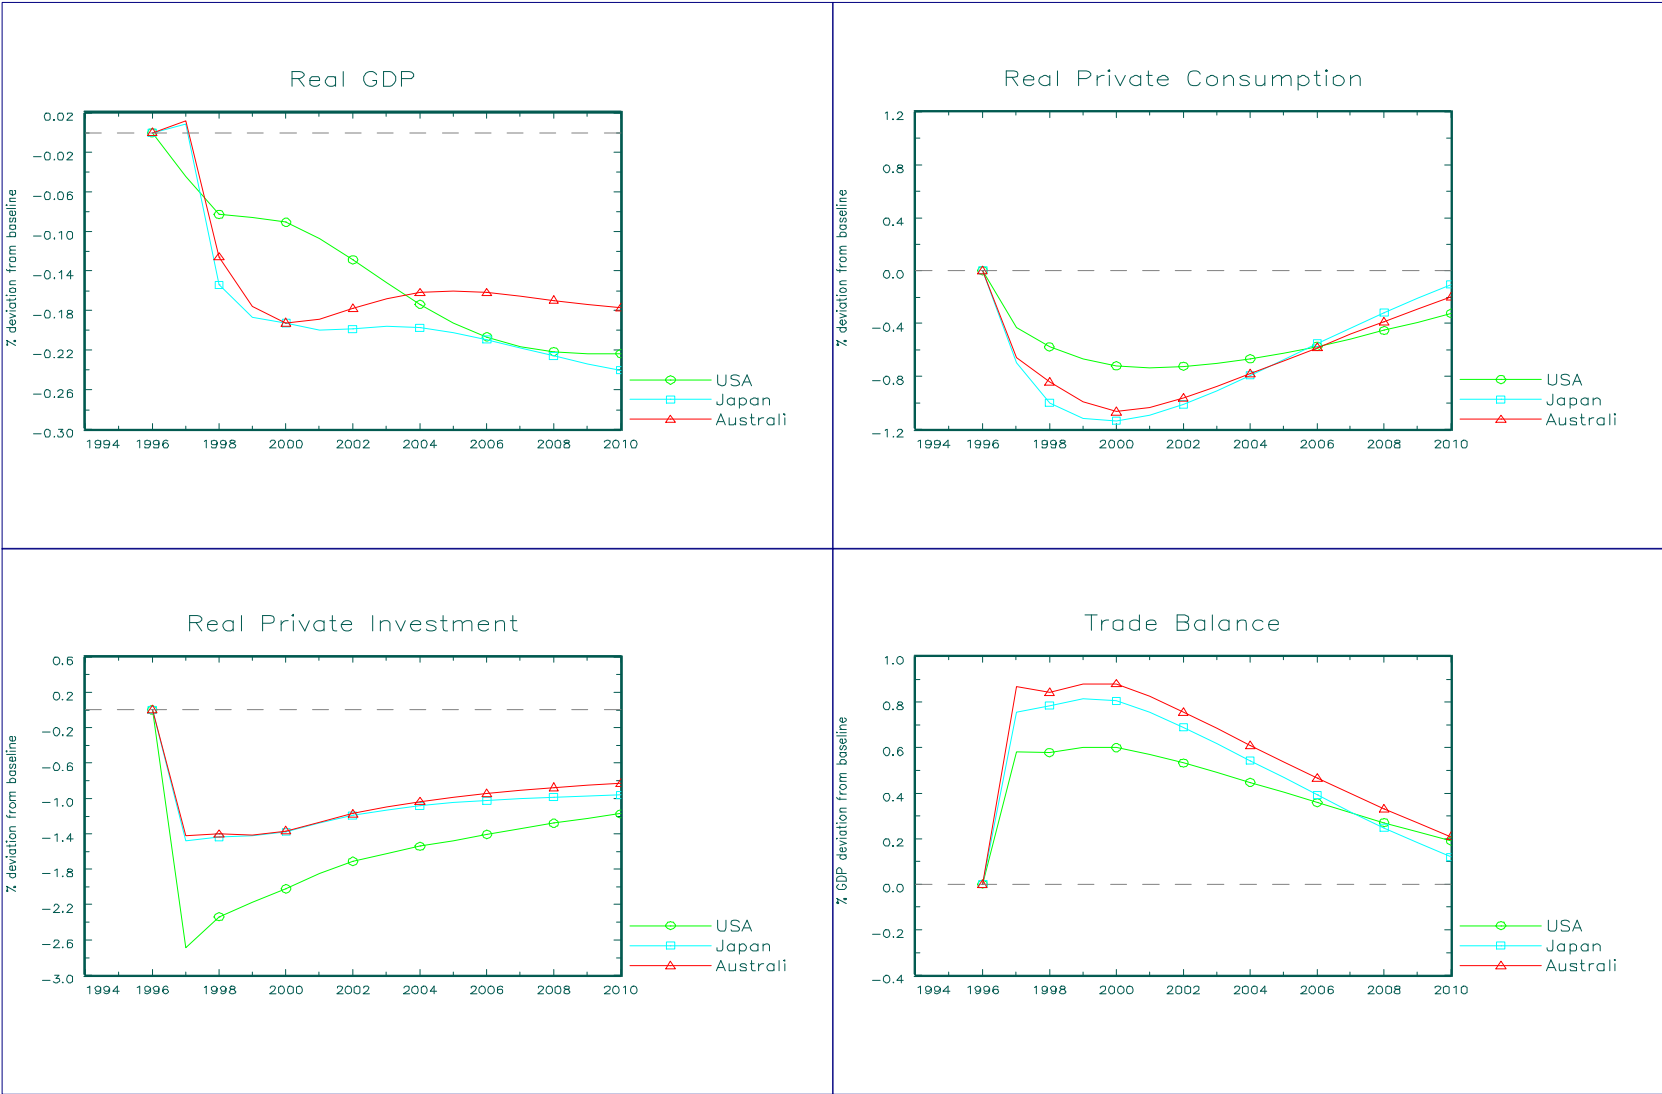 Real GDP
% deviation from baseline
0.02
−0.02
−0.06
−0.10
−0.14
−0.18
−0.22
−0.26
−0.30
1994 1996 1998 2000 2002 2004 2006 2008 2010
USA
Japan
Australi
Real Private Consumption
% deviation from baseline
1.2
0.8
0.4
0.0
−0.4
−0.8
−1.2
1994 1996 1998 2000 2002 2004 2006 2008 2010
USA
Japan
Australi
Real Private Investment
% deviation from baseline
0.6
0.2
−0.2
−0.6
−1.0
−1.4
−1.8
−2.2
−2.6
−3.0
1994 1996 1998 2000 2002 2004 2006 2008 2010
USA
Japan
Australi
Trade Balance
% GDP deviation from baseline
1.0
0.8
0.6
0.4
0.2
0.0
−0.2
−0.4
1994 1996 1998 2000 2002 2004 2006 2008 2010
USA
Japan
Australi